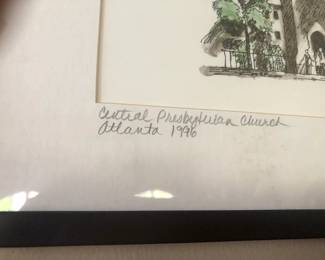 Central Presbyterian Church
Atlanta 1996